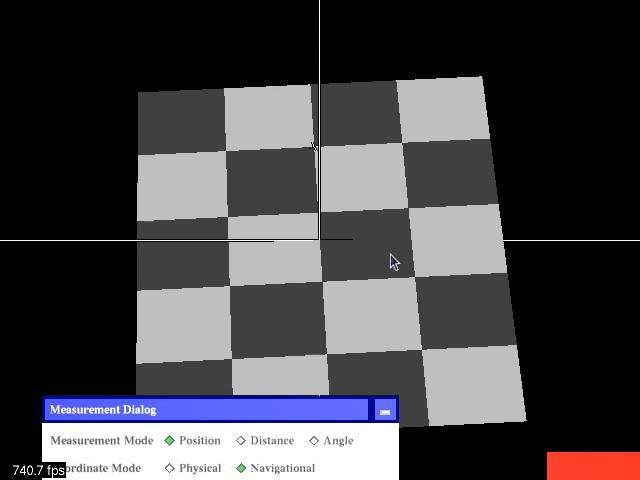 Measurement Dialog
Measurement Mode Position Distance Angle
ordinate Mode Physical Navigational
740.7 fps